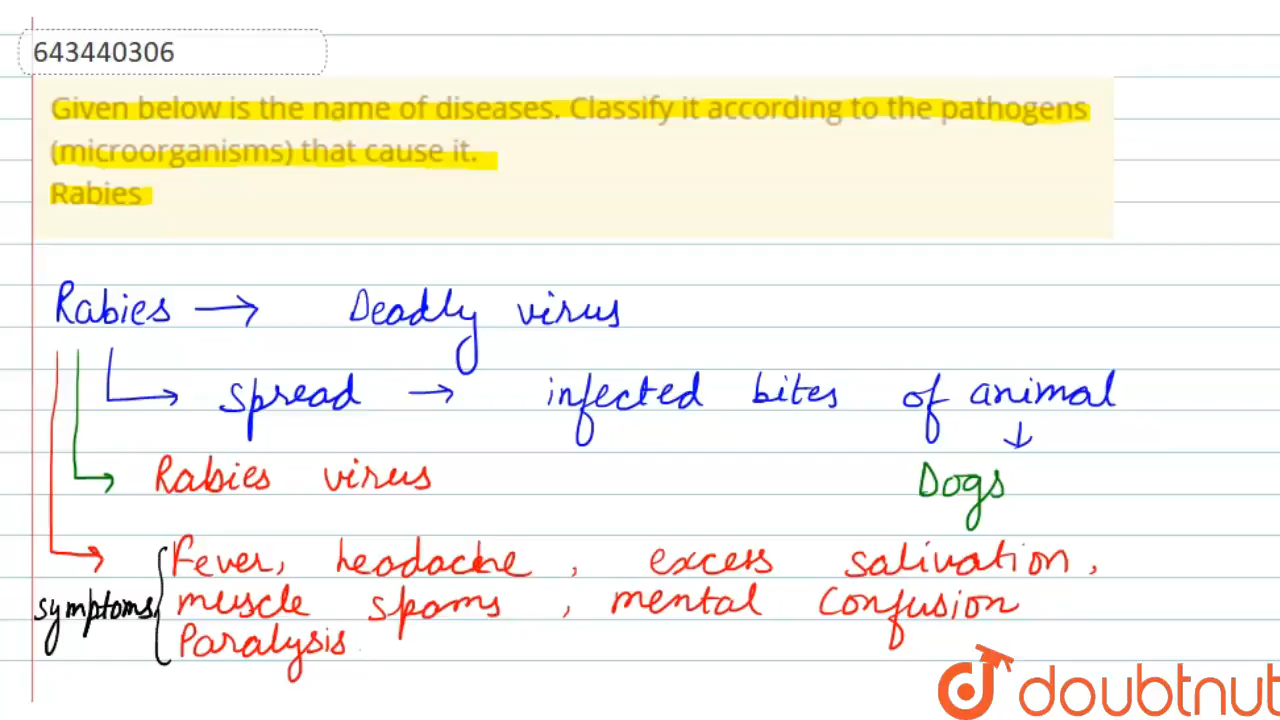 643440306
Given below is the name of diseases. Classify it according to the pathogens
(microorganisms) that cause it.
Rabies
Rabies → Deadly virus
→ spread → infected bites of animal
↓
→ Rabies virus Dogs
→ Fever, headache, excess salivation,
symptoms muscle spams, mental confusion
Paralysis
doubtnut